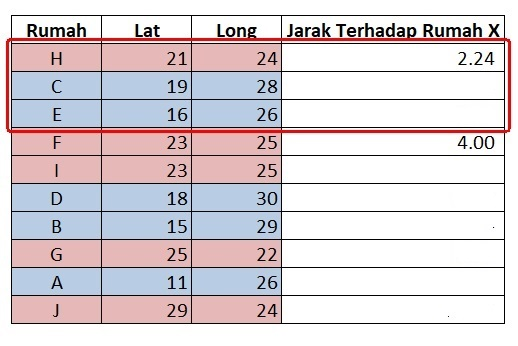 Rumah Lat Long Jarak Terhadap Rumah X
H 21 24 2.24
C 19 28
E 16 26
F 23 25 4.00
I 23 25
D 18 30
B 15 29
G 25 22
A 11 26
J 29 24